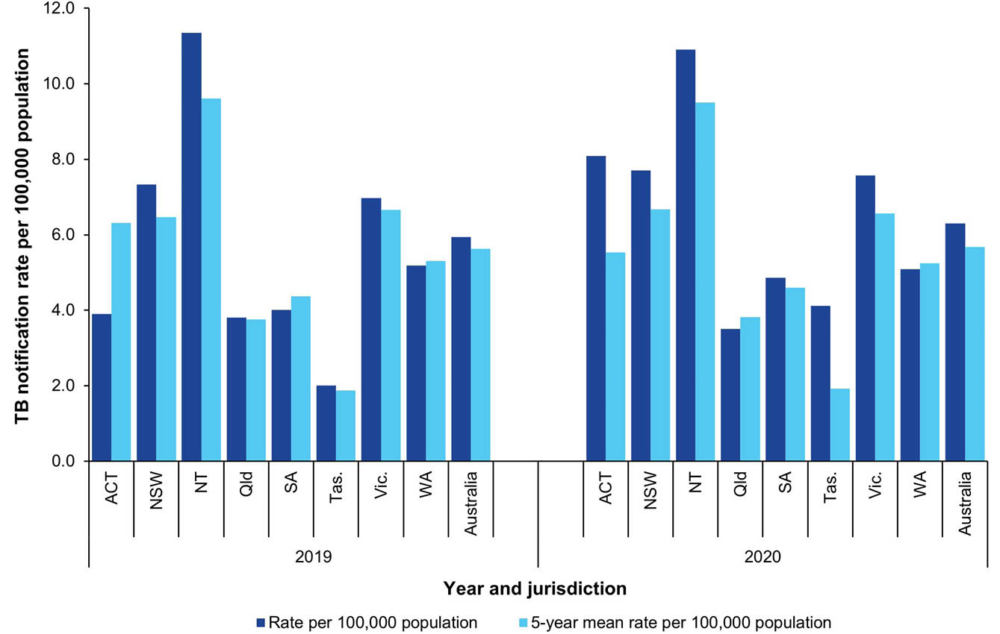 12.0
10.0
8.0
6.0
4.0
2.0
0.0
TB notification rate per 100,000 population
ACT
NSW
NT
Qld
SA
Tas.
Vic.
WA
Australia
ACT
NSW
NT
Qld
SA
Tas.
Vic.
WA
Australia
2019
2020
Year and jurisdiction
Rate per 100,000 population
5-year mean rate per 100,000 population